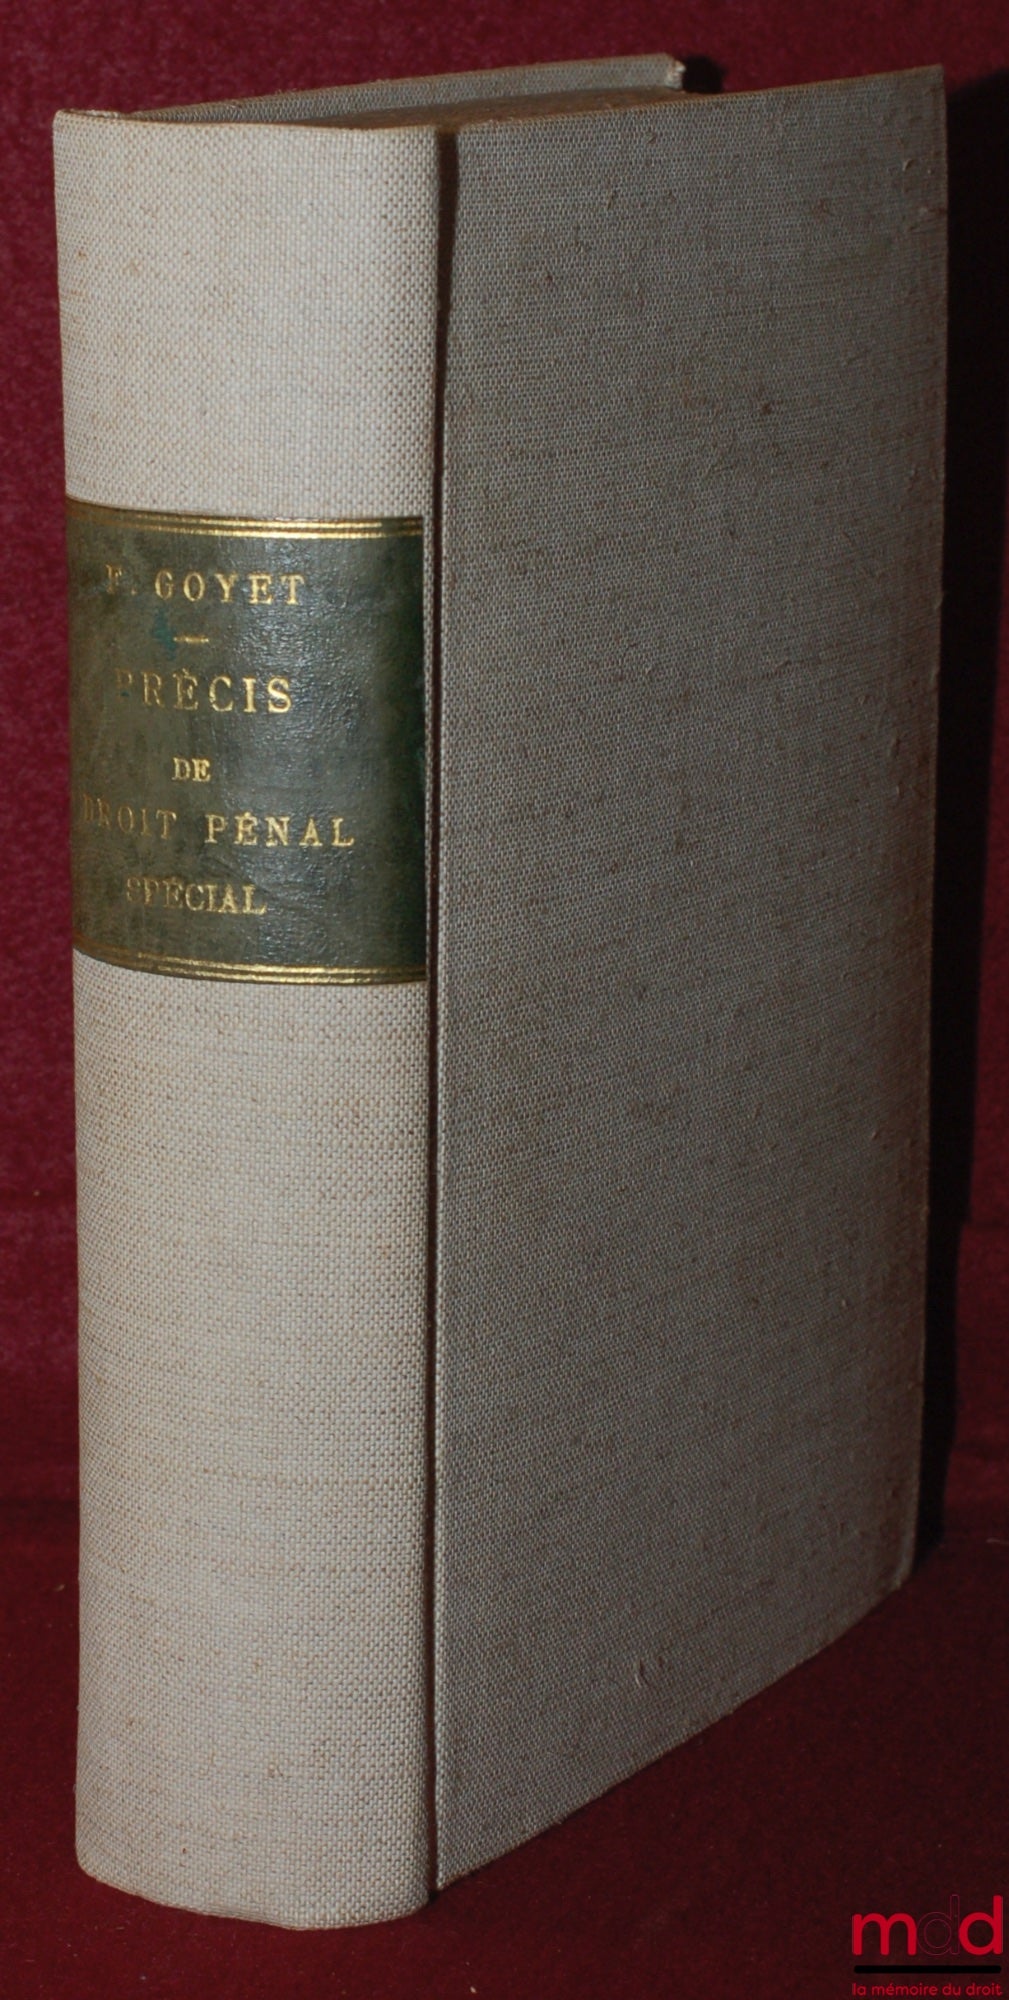 F. GOYET
PRÉCIS
DE
DROIT PÉNAL
SPÉCIAL
mdd
la mémoire du droit